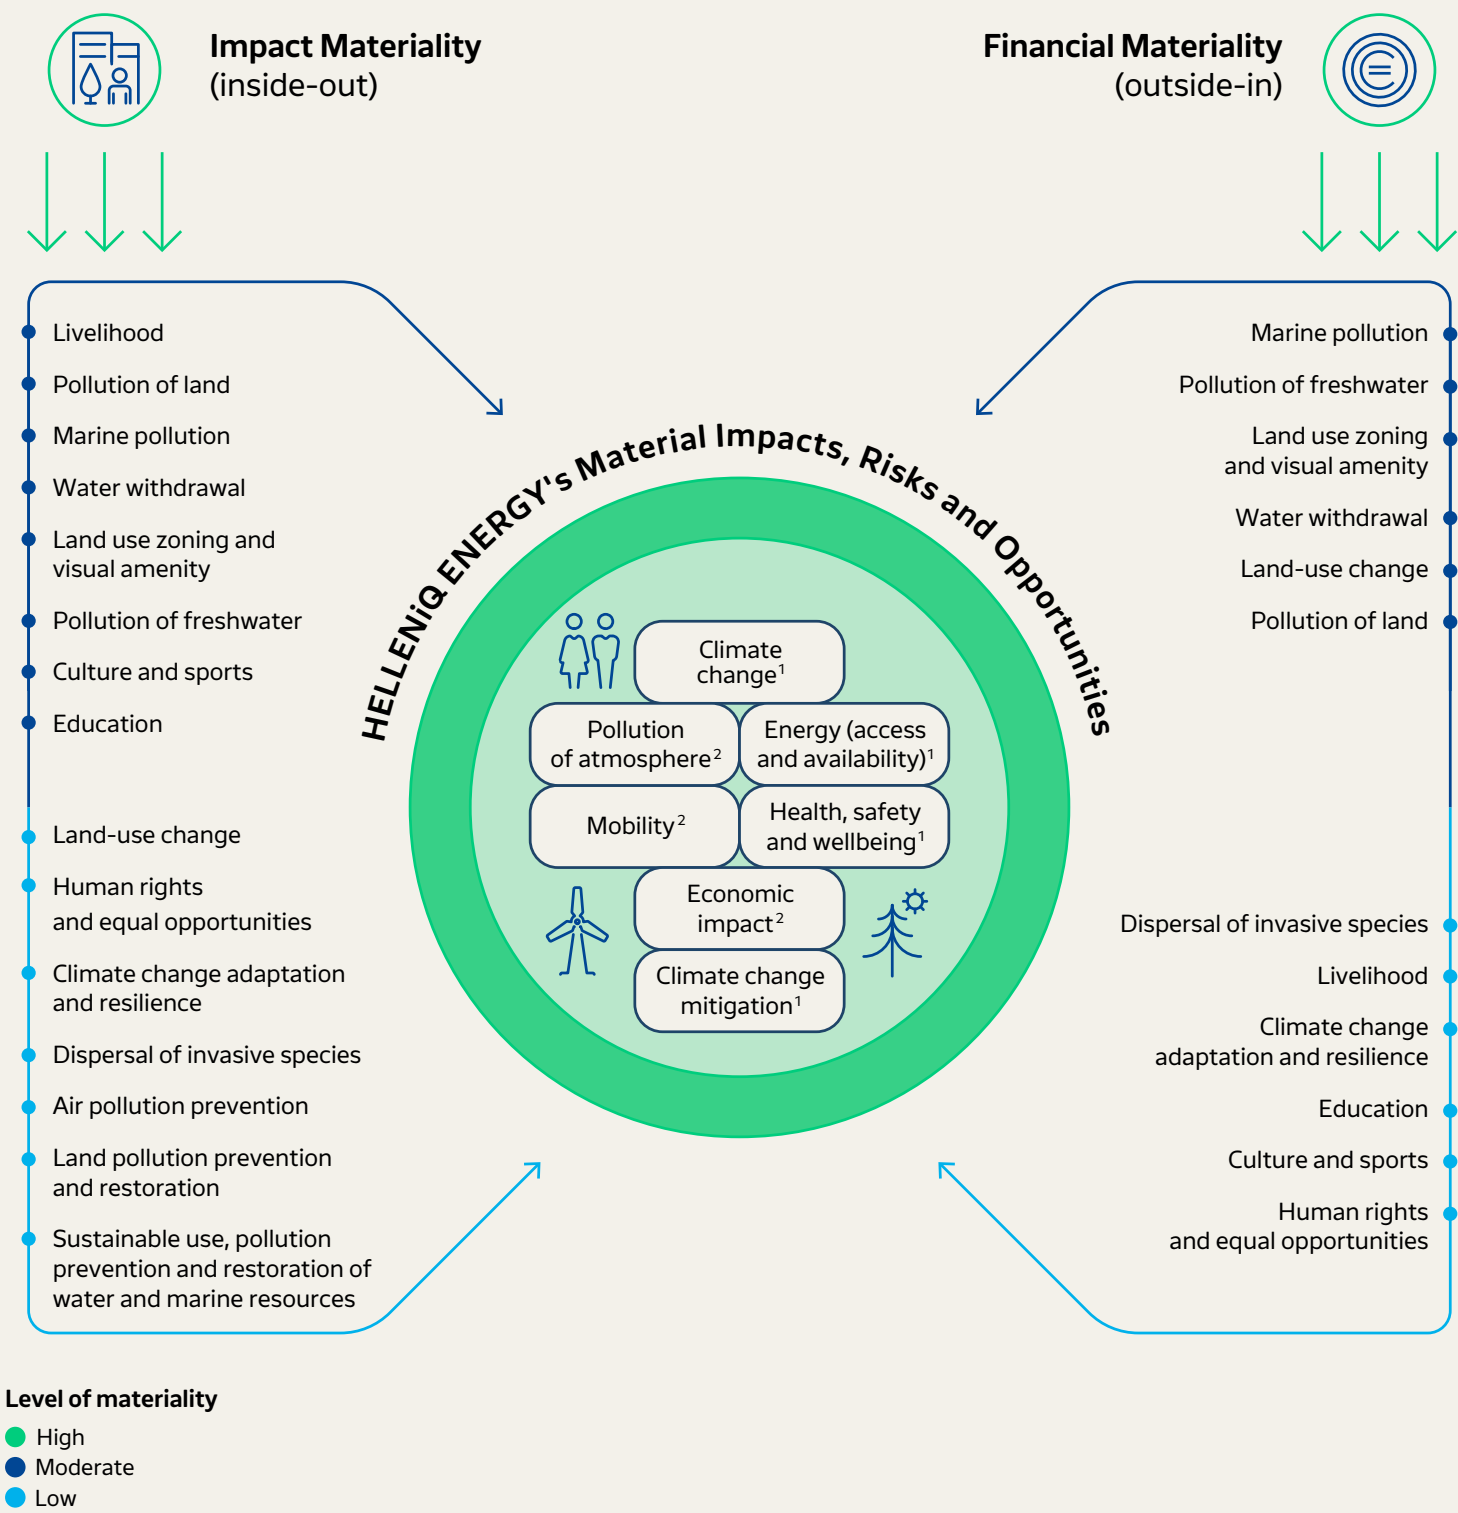 Impact Materiality
(inside-out)
Financial Materiality
(outside-in)
Livelihood
Pollution of land
Marine pollution
Water withdrawal
Land use zoning and
visual amenity
Pollution of freshwater
Culture and sports
Education
Land-use change
Human rights
and equal opportunities
Climate change adaptation
and resilience
Dispersal of invasive species
Air pollution prevention
Land pollution prevention
and restoration
Sustainable use, pollution
prevention and restoration of
water and marine resources
HELLENiQ ENERGY's Material Impacts, Risks and Opportunities
Climate
change¹
Pollution
of atmosphere²
Energy (access
and availability)¹
Mobility²
Health, safety
and wellbeing¹
Economic
impact²
Climate change
mitigation¹
Marine pollution
Pollution of freshwater
Land use zoning
and visual amenity
Water withdrawal
Land-use change
Pollution of land
Dispersal of invasive species
Livelihood
Climate change
adaptation and resilience
Education
Culture and sports
Human rights
and equal opportunities
Level of materiality
High
Moderate
Low